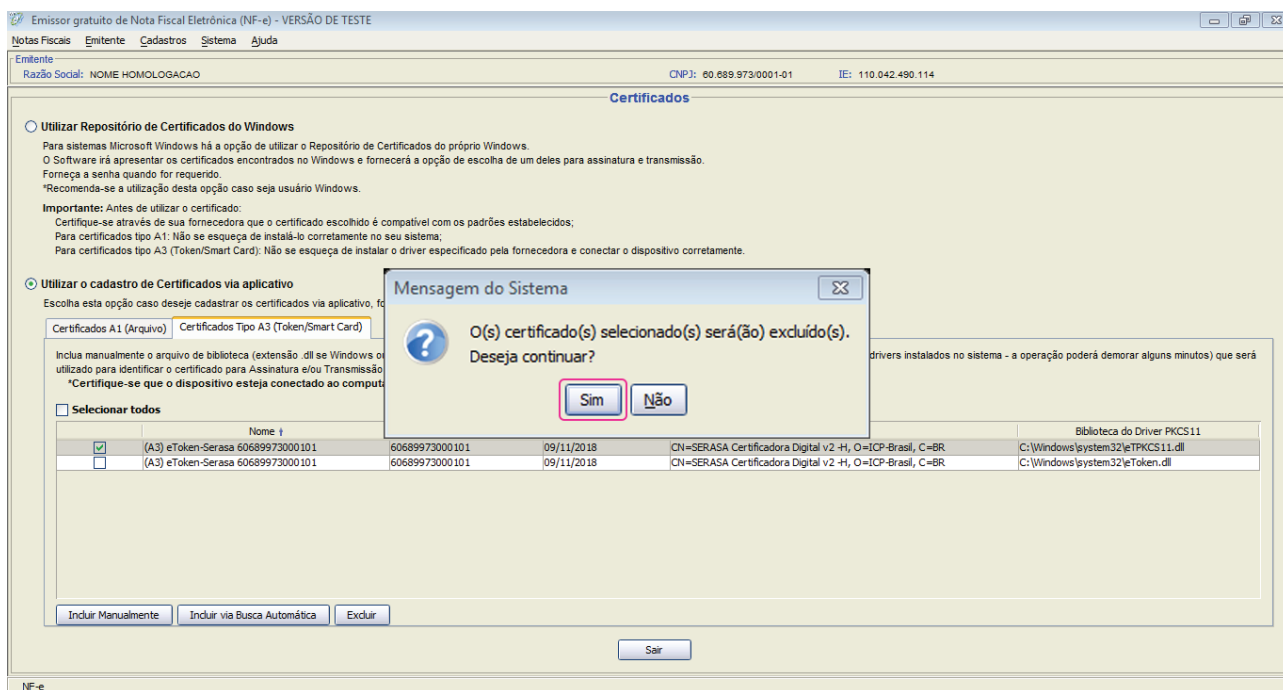 Emissor gratuito de Nota Fiscal Eletrônica (NF-e) - VERSÃO DE TESTE
Notas Fiscais Emitente Cadastros Sistema Ajuda
Emitente
Razão Social: NOME HOMOLOGACAO CNPJ: 60.689.973/0001-01 IE: 110.042.490.114
Certificados
Utilizar Repositório de Certificados do Windows
Para sistemas Microsoft Windows há a opção de utilizar o Repositório de Certificados do próprio Windows.
O Software irá apresentar os certificados encontrados no Windows e fornecerá a opção de escolha de um deles para assinatura e transmissão.
Forneça a senha quando for requerido.
*Recomenda-se a utilização desta opção caso seja usuário Windows.
Importante: Antes de utilizar o certificado:
Certifique-se através de sua fornecedora que o certificado escolhido é compatível com os padrões estabelecidos;
Para certificados tipo A1: Não se esqueça de instalá-lo corretamente no seu sistema;
Para certificados tipo A3 (Token/Smart Card): Não se esqueça de instalar o driver especificado pela fornecedora e conectar o dispositivo corretamente.
Utilizar o cadastro de Certificados via aplicativo
Escolha esta opção caso deseje cadastrar os certificados via aplicativo,
Certificados A1 (Arquivo) Certificados Tipo A3 (Token/Smart Card)
Inclua manualmente o arquivo de biblioteca (extensão .dll se Windows drivers instalados no sistema - a operação poderá demorar alguns minutos) que será
utilizado para identificar o certificado para Assinatura e/ou Transmissão
*Certifique-se que o dispositivo esteja conectado ao
Mensagem do Sistema
O(s) certificado(s) selecionado(s) será(ão) excluído(s).
Deseja continuar?
Sim Não
Selecionar todos
Nome Biblioteca do Driver PKCS11
(A3) eToken-Serasa 60689973000101 60689973000101 09/11/2018 CN=SERASA Certificadora Digital v2 -H, O=ICP-Brasil, C=BR C:\Windows\system32\eTPKCS11.dll
(A3) eToken-Serasa 60689973000101 60689973000101 09/11/2018 CN=SERASA Certificadora Digital v2 -H, O=ICP-Brasil, C=BR C:\Windows\system32\eToken.dll
Incluir Manualmente Incluir via Busca Automática Excluir
Sair
NF-e